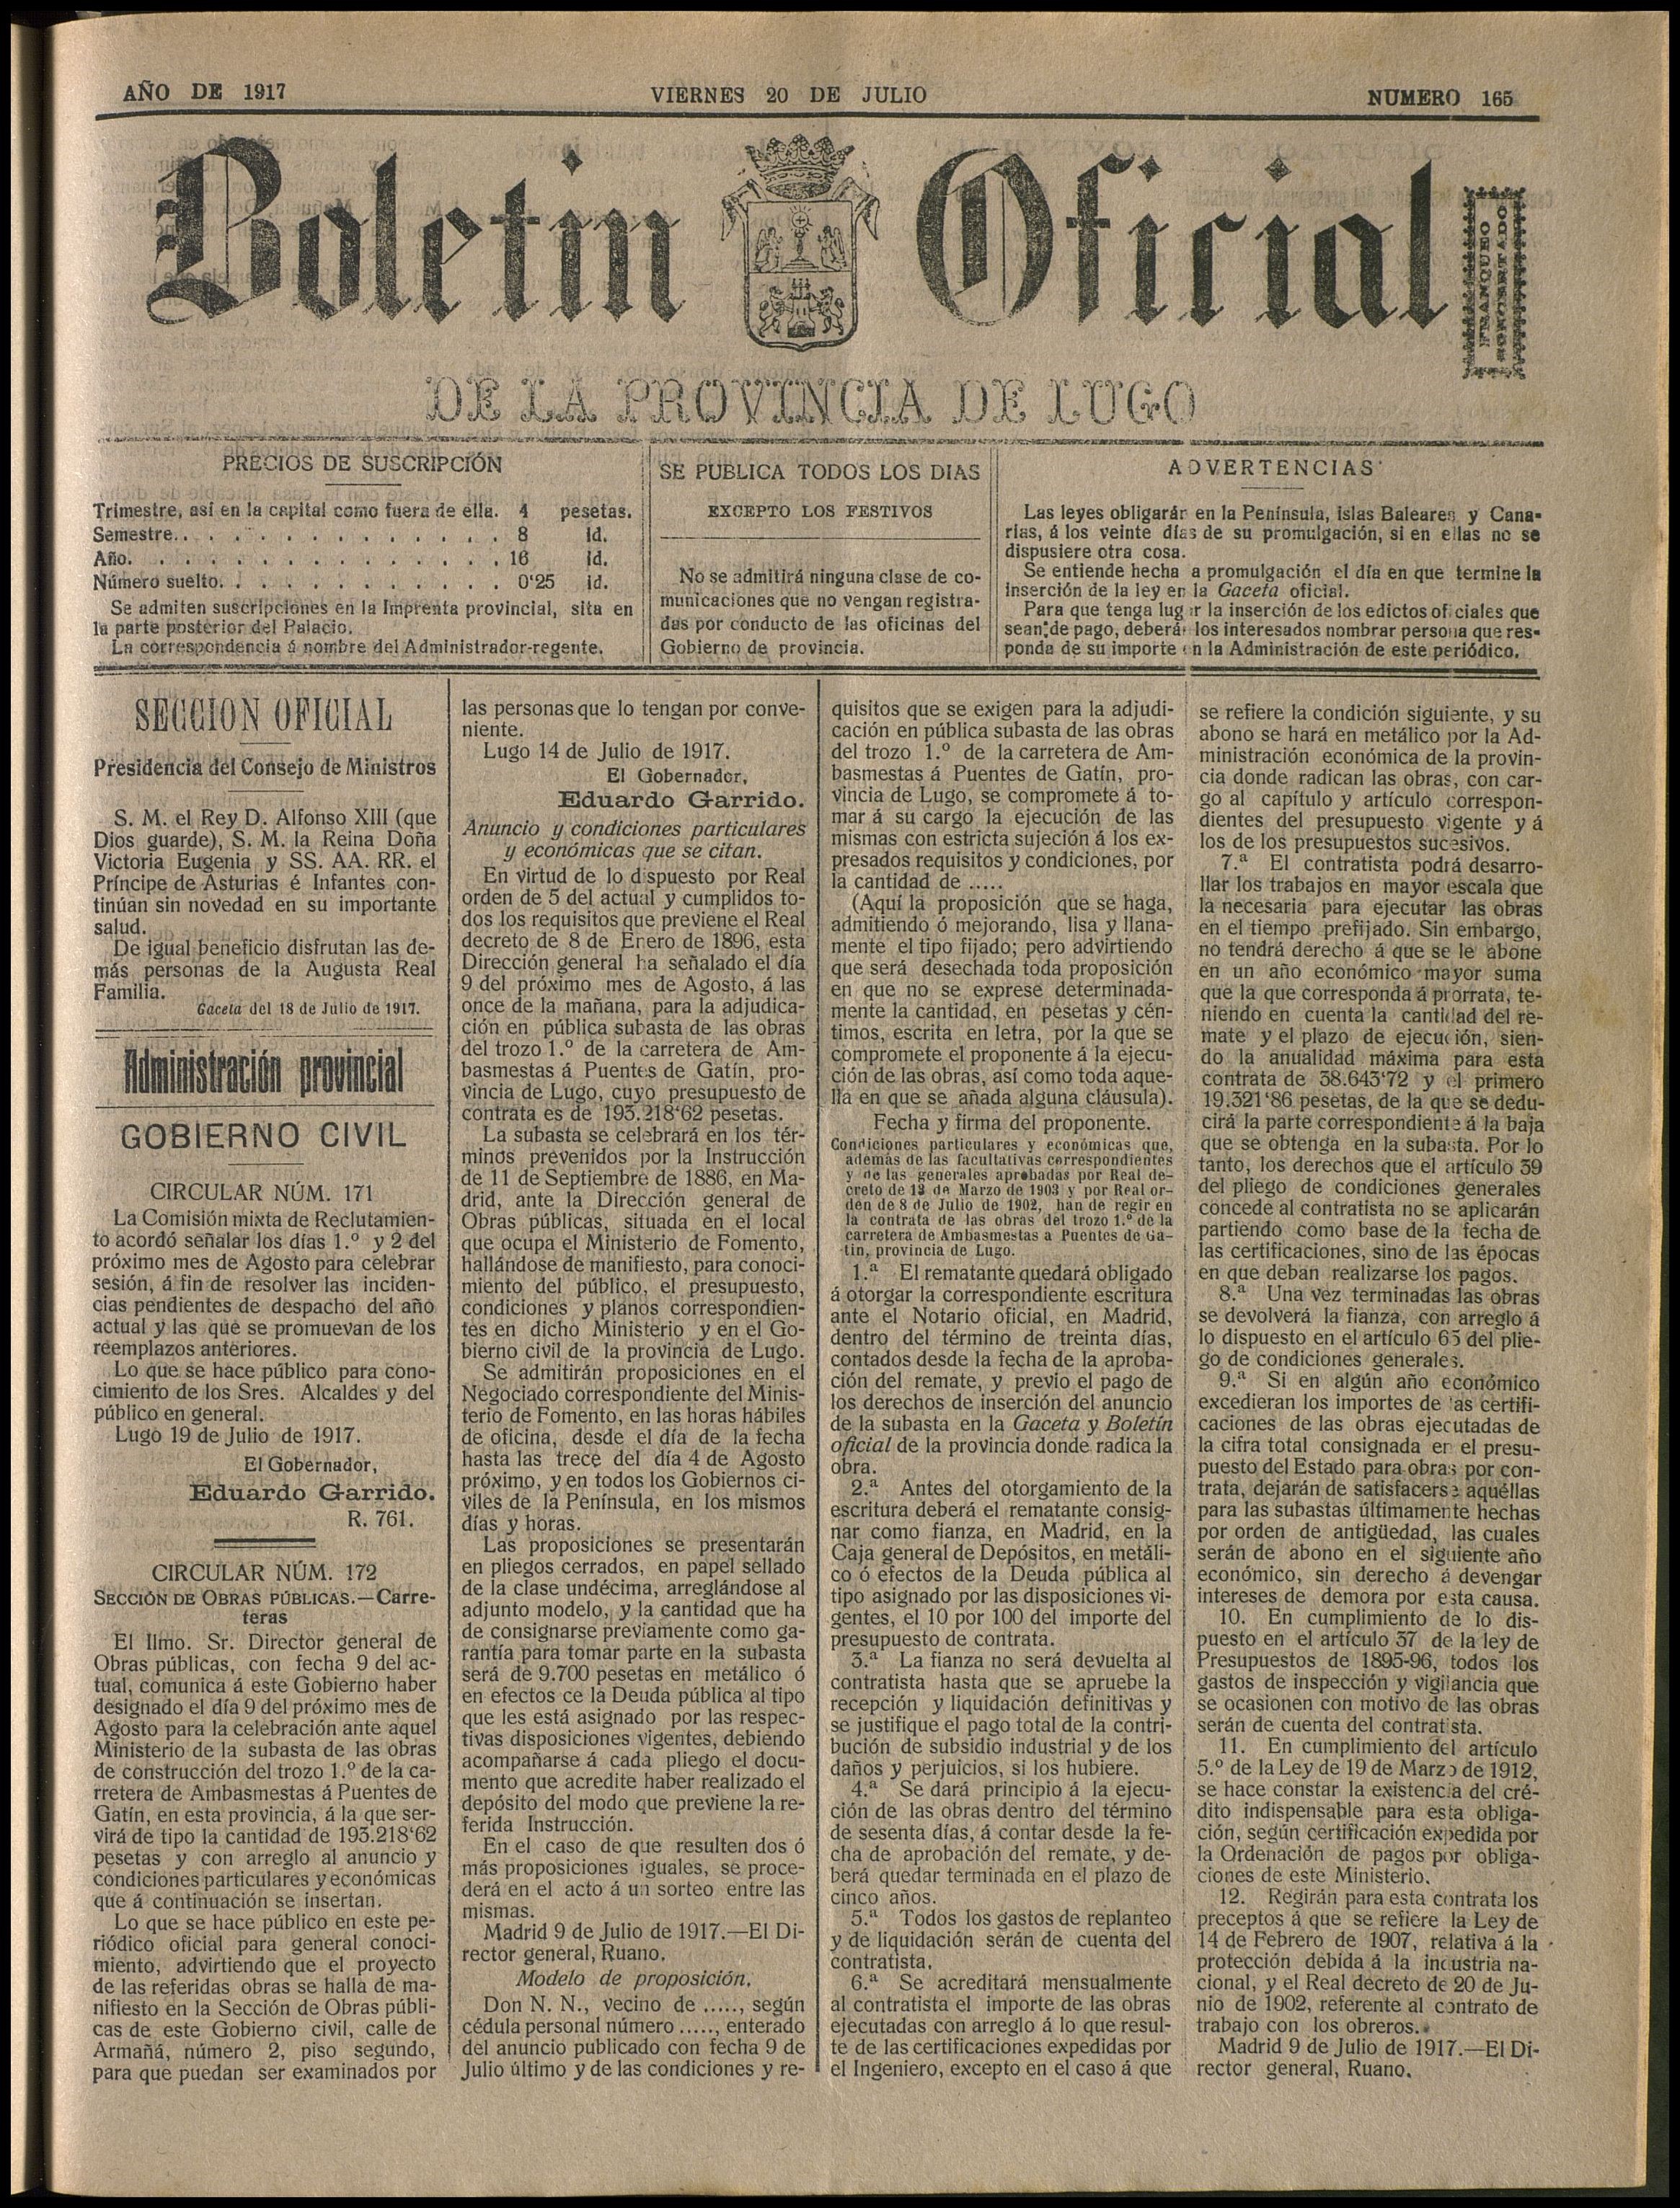 AÑO DE 1917
VIERNES 20 DE JULIO
NUMERO 165
Boletin Oficial
FRANQUEO
CONCERTADO
DE LA PROVINCIA DE LUGO
PRECIOS DE SUSCRIPCIÓN
Trimestre, así en la capital como fuera de ella. 4 pesetas.
Semestre. . . . . . . . . . . . . . . 8 id.
Año. . . . . . . . . . . . . . . . . 16 id.
Número suelto. . . . . . . . . . . . . 0'25 id.
Se admiten suscripciones en la Imprenta provincial, sita en
la parte posterior del Palacio.
La correspondencia á nombre del Administrador-regente.
SE PUBLICA TODOS LOS DIAS
EXCEPTO LOS FESTIVOS
No se admitirá ninguna clase de co-
municaciones que no vengan registra-
das por conducto de las oficinas del
Gobierno de provincia.
ADVERTENCIAS
Las leyes obligarár en la Península, islas Baleares y Cana-
rias, á los veinte días de su promulgación, si en ellas no se
dispusiere otra cosa.
Se entiende hecha a promulgación el día en que termine la
inserción de la ley en la Gaceta oficial.
Para que tenga lugar la inserción de los edictos oficiales que
sean de pago, deberá los interesados nombrar persona que res-
ponda de su importe en la Administración de este periódico.
SECCION OFICIAL
Presidencia del Consejo de Ministros
S. M. el Rey D. Alfonso XIII (que
Dios guarde), S. M. la Reina Doña
Victoria Eugenia y SS. AA. RR. el
Príncipe de Asturias é Infantes con-
tinúan sin novedad en su importante
salud.
De igual beneficio disfrutan las de-
más personas de la Augusta Real
Familia.
Gaceta del 18 de Julio de 1917.
Administración provincial
GOBIERNO CIVIL
CIRCULAR NÚM. 171
La Comisión mixta de Reclutamien-
to acordó señalar los días 1.º y 2 del
próximo mes de Agosto para celebrar
sesión, á fin de resolver las inciden-
cias pendientes de despacho del año
actual y las que se promuevan de los
reemplazos anteriores.
Lo que se hace público para cono-
cimiento de los Sres. Alcaldes y del
público en general.
Lugo 19 de Julio de 1917.
El Gobernador,
Eduardo Garrido.
R. 761.
CIRCULAR NÚM. 172
SECCIÓN DE OBRAS PÚBLICAS.—Carre-
teras
El Ilmo. Sr. Director general de
Obras públicas, con fecha 9 del ac-
tual, comunica á este Gobierno haber
designado el día 9 del próximo mes de
Agosto para la celebración ante aquel
Ministerio de la subasta de las obras
de construcción del trozo 1.º de la ca-
rretera de Ambasmestas á Puentes de
Gatín, en esta provincia, á la que ser-
virá de tipo la cantidad de 193.218'62
pesetas y con arreglo al anuncio y
condiciones particulares y económicas
que á continuación se insertan.
Lo que se hace público en este pe-
riódico oficial para general conoci-
miento, advirtiendo que el proyecto
de las referidas obras se halla de ma-
nifiesto en la Sección de Obras públi-
cas de este Gobierno civil, calle de
Armañá, número 2, piso segundo,
para que puedan ser examinados por
las personas que lo tengan por conve-
niente.
Lugo 14 de Julio de 1917.
El Gobernador,
Eduardo Garrido.
Anuncio y condiciones particulares
y económicas que se citan.
En virtud de lo dispuesto por Real
orden de 5 del actual y cumplidos to-
dos los requisitos que previene el Real
decreto de 8 de Enero de 1896, esta
Dirección general ha señalado el día
9 del próximo mes de Agosto, á las
once de la mañana, para la adjudica-
ción en pública subasta de las obras
del trozo 1.º de la carretera de Am-
basmestas á Puentes de Gatín, pro-
vincia de Lugo, cuyo presupuesto de
contrata es de 193.218'62 pesetas.
La subasta se celebrará en los tér-
minos prevenidos por la Instrucción
de 11 de Septiembre de 1886, en Ma-
drid, ante la Dirección general de
Obras públicas, situada en el local
que ocupa el Ministerio de Fomento,
hallándose de manifiesto, para conoci-
miento del público, el presupuesto,
condiciones y planos correspondien-
tes en dicho Ministerio y en el Go-
bierno civil de la provincia de Lugo.
Se admitirán proposiciones en el
Negociado correspondiente del Minis-
terio de Fomento, en las horas hábiles
de oficina, desde el día de la fecha
hasta las trece del día 4 de Agosto
próximo, y en todos los Gobiernos ci-
viles de la Península, en los mismos
días y horas.
Las proposiciones se presentarán
en pliegos cerrados, en papel sellado
de la clase undécima, arreglándose al
adjunto modelo, y la cantidad que ha
de consignarse previamente como ga-
rantía para tomar parte en la subasta
será de 9.700 pesetas en metálico ó
en efectos ce la Deuda pública al tipo
que les está asignado por las respec-
tivas disposiciones vigentes, debiendo
acompañarse á cada pliego el docu-
mento que acredite haber realizado el
depósito del modo que previene la re-
ferida Instrucción.
En el caso de que resulten dos ó
más proposiciones iguales, se proce-
derá en el acto á un sorteo entre las
mismas.
Madrid 9 de Julio de 1917.—El Di-
rector general, Ruano.
Modelo de proposición.
Don N. N., vecino de ....., según
cédula personal número ....., enterado
del anuncio publicado con fecha 9 de
Julio último y de las condiciones y re-
quisitos que se exigen para la adjudi-
cación en pública subasta de las obras
del trozo 1.º de la carretera de Am-
basmestas á Puentes de Gatín, pro-
vincia de Lugo, se compromete á to-
mar á su cargo la ejecución de las
mismas con estricta sujeción á los ex-
presados requisitos y condiciones, por
la cantidad de .....
(Aquí la proposición que se haga,
admitiendo ó mejorando, lisa y llana-
mente el tipo fijado; pero advirtiendo
que será desechada toda proposición
en que no se exprese determinada-
mente la cantidad, en pesetas y cén-
timos, escrita en letra, por la que se
compromete el proponente á la ejecu-
ción de las obras, así como toda aque-
lla en que se añada alguna cláusula).
Fecha y firma del proponente.
Condiciones particulares y económicas que,
además de las facultativas correspondientes
y de las generales aprobadas por Real de-
creto de 13 de Marzo de 1903 y por Real or-
den de 8 de Julio de 1902, han de regir en
la contrata de las obras del trozo 1.º de la
carretera de Ambasmestas a Puentes de Ga-
tin, provincia de Lugo.
1.ª El rematante quedará obligado
á otorgar la correspondiente escritura
ante el Notario oficial, en Madrid,
dentro del término de treinta días,
contados desde la fecha de la aproba-
ción del remate, y previo el pago de
los derechos de inserción del anuncio
de la subasta en la Gaceta y Boletín
oficial de la provincia donde radica la
obra.
2.ª Antes del otorgamiento de la
escritura deberá el rematante consig-
nar como fianza, en Madrid, en la
Caja general de Depósitos, en metáli-
co ó efectos de la Deuda pública al
tipo asignado por las disposiciones vi-
gentes, el 10 por 100 del importe del
presupuesto de contrata.
3.ª La fianza no será devuelta al
contratista hasta que se apruebe la
recepción y liquidación definitivas y
se justifique el pago total de la contri-
bución de subsidio industrial y de los
daños y perjuicios, si los hubiere.
4.ª Se dará principio á la ejecu-
ción de las obras dentro del término
de sesenta días, á contar desde la fe-
cha de aprobación del remate, y de-
berá quedar terminada en el plazo de
cinco años.
5.ª Todos los gastos de replanteo
y de liquidación serán de cuenta del
contratista.
6.ª Se acreditará mensualmente
al contratista el importe de las obras
ejecutadas con arreglo á lo que resul-
te de las certificaciones expedidas por
el Ingeniero, excepto en el caso á que
se refiere la condición siguiente, y su
abono se hará en metálico por la Ad-
ministración económica de la provin-
cia donde radican las obras, con car-
go al capítulo y artículo correspon-
dientes del presupuesto vigente y á
los de los presupuestos sucesivos.
7.ª El contratista podrá desarro-
llar los trabajos en mayor escala que
la necesaria para ejecutar las obras
en el tiempo prefijado. Sin embargo,
no tendrá derecho á que se le abone
en un año económico mayor suma
que la que corresponda á prorrata, te-
niendo en cuenta la cantidad del re-
mate y el plazo de ejecución, sien-
do la anualidad máxima para esta
contrata de 38.643'72 y el primero
19.321'86 pesetas, de la que se dedu-
cirá la parte correspondiente á la baja
que se obtenga en la subasta. Por lo
tanto, los derechos que el artículo 39
del pliego de condiciones generales
concede al contratista no se aplicarán
partiendo como base de la fecha de
las certificaciones, sino de las épocas
en que deban realizarse los pagos.
8.ª Una vez terminadas las obras
se devolverá la fianza, con arreglo á
lo dispuesto en el artículo 65 del plie-
go de condiciones generales.
9.ª Si en algún año económico
excedieran los importes de las certifi-
caciones de las obras ejecutadas de
la cifra total consignada en el presu-
puesto del Estado para obras por con-
trata, dejarán de satisfacerse aquéllas
para las subastas últimamente hechas
por orden de antigüedad, las cuales
serán de abono en el siguiente año
económico, sin derecho á devengar
intereses de demora por esta causa.
10. En cumplimiento de lo dis-
puesto en el artículo 37 de la ley de
Presupuestos de 1895-96, todos los
gastos de inspección y vigilancia que
se ocasionen con motivo de las obras
serán de cuenta del contratista.
11. En cumplimiento del artículo
5.º de la Ley de 19 de Marzo de 1912,
se hace constar la existencia del cré-
dito indispensable para esta obliga-
ción, según certificación expedida por
la Ordenación de pagos por obliga-
ciones de este Ministerio.
12. Regirán para esta contrata los
preceptos á que se refiere la Ley de
14 de Febrero de 1907, relativa á la
protección debida á la industria na-
cional, y el Real decreto de 20 de Ju-
nio de 1902, referente al contrato de
trabajo con los obreros.
Madrid 9 de Julio de 1917.—El Di-
rector general, Ruano.